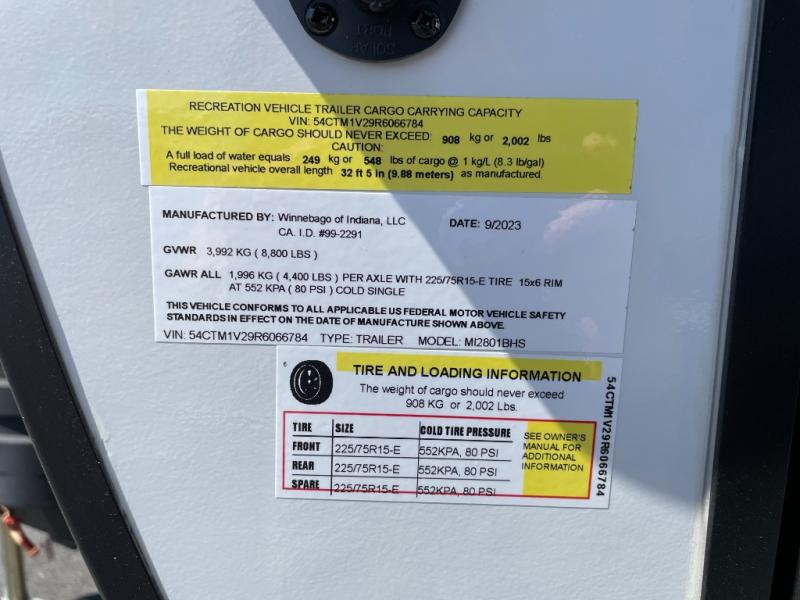 SOLAR
PORT
RECREATION VEHICLE TRAILER CARGO CARRYING CAPACITY
VIN: 54CTM1V29R6066784
THE WEIGHT OF CARGO SHOULD NEVER EXCEED: 908 kg or 2,002 lbs
CAUTION:
A full load of water equals 249 kg or 548 lbs of cargo @ 1 kg/L (8.3 lb/gal)
Recreational vehicle overall length 32 ft 5 in (9.88 meters) as manufactured.
MANUFACTURED BY: Winnebago of Indiana, LLC DATE: 9/2023
CA. I.D. #99-2291
GVWR 3,992 KG ( 8,800 LBS )
GAWR ALL 1,996 KG ( 4,400 LBS ) PER AXLE WITH 225/75R15-E TIRE 15x6 RIM
AT 552 KPA ( 80 PSI ) COLD SINGLE
THIS VEHICLE CONFORMS TO ALL APPLICABLE US FEDERAL MOTOR VEHICLE SAFETY
STANDARDS IN EFFECT ON THE DATE OF MANUFACTURE SHOWN ABOVE.
VIN: 54CTM1V29R6066784 TYPE: TRAILER MODEL: MI2801BHS
TIRE AND LOADING INFORMATION
The weight of cargo should never exceed
908 KG or 2,002 Lbs.
TIRE SIZE COLD TIRE PRESSURE
FRONT 225/75R15-E 552KPA, 80 PSI
REAR 225/75R15-E 552KPA, 80 PSI
SPARE 225/75R15-E 552KPA, 80 PSI
SEE OWNER'S
MANUAL FOR
ADDITIONAL
INFORMATION
54CTM1V29R6066784